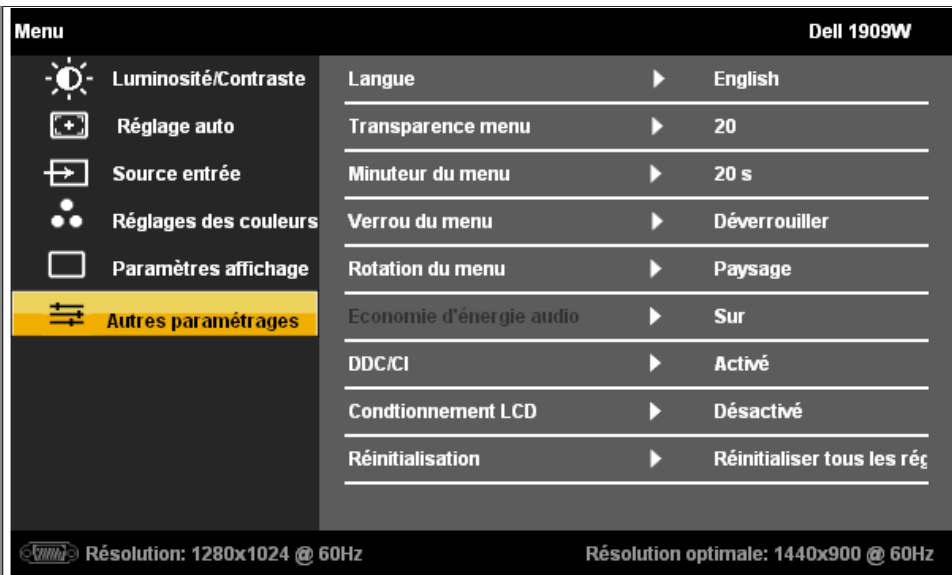 Menu Dell 1909W
Luminosité/Contraste Langue English
Réglage auto Transparence menu 20
Source entrée Minuteur du menu 20 s
Réglages des couleurs Verrou du menu Déverrouiller
Paramètres affichage Rotation du menu Paysage
Autres paramétrages Economie d'énergie audio Sur
DDC/CI Activé
Condtionnement LCD Désactivé
Réinitialisation Réinitialiser tous les rég
Résolution: 1280x1024 @ 60Hz Résolution optimale: 1440x900 @ 60Hz